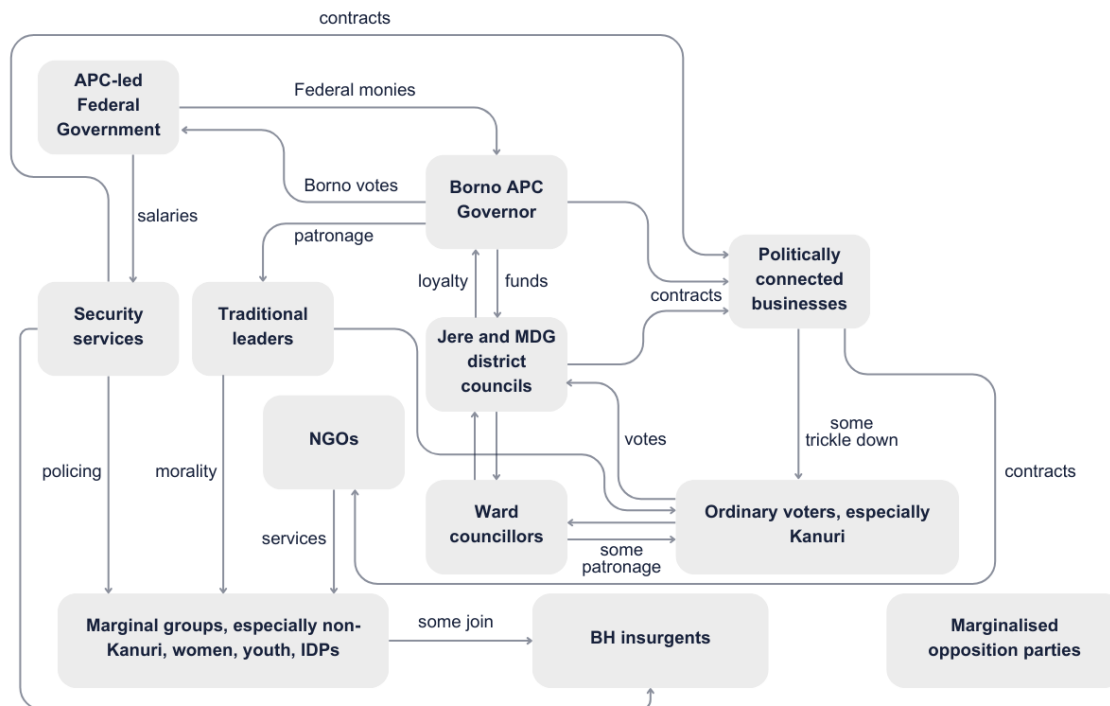 contracts
APC-led
Federal
Government
Federal monies
Borno votes
Borno APC
Governor
salaries
patronage
loyalty
funds
Politically
connected
businesses
contracts
Security
services
Traditional
leaders
Jere and MDG
district
councils
some
trickle down
NGOs
votes
policing
morality
contracts
services
Ward
councillors
some
patronage
Ordinary voters, especially
Kanuri
Marginal groups, especially non-
Kanuri, women, youth, IDPs
some join
BH insurgents
Marginalised
opposition parties